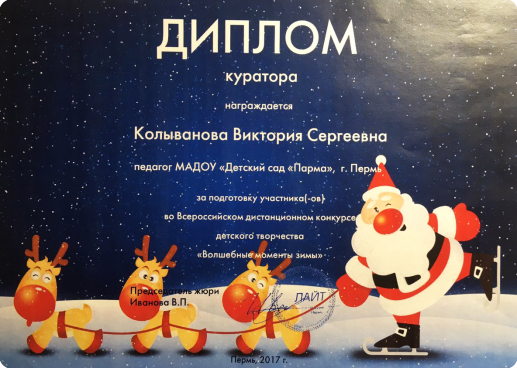 ДИПЛОМ
куратора
награждается
Колыванова Виктория Сергеевна
педагог МАДОУ «Детский сад «Парма», г. Пермь
за подготовку участника(-ов)
во Всероссийском дистанционном конкурсе
детского творчества
«Волшебные моменты зимы»
Председатель жюри
Иванова В.П.
ЛАЙТ
Пермь, 2017 г.